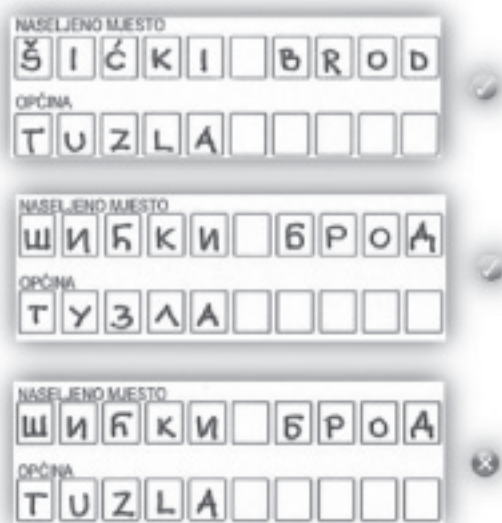 NASELJENO MJESTO
ŠIĆKI BROD
OPĆINA
TUZLA
NASELJENO MJESTO
ШИЋКИ БРОД
OPĆINA
ТУЗЛА
NASELJENO MJESTO
ШИЋКИ БРОД
OPĆINA
TUZLA